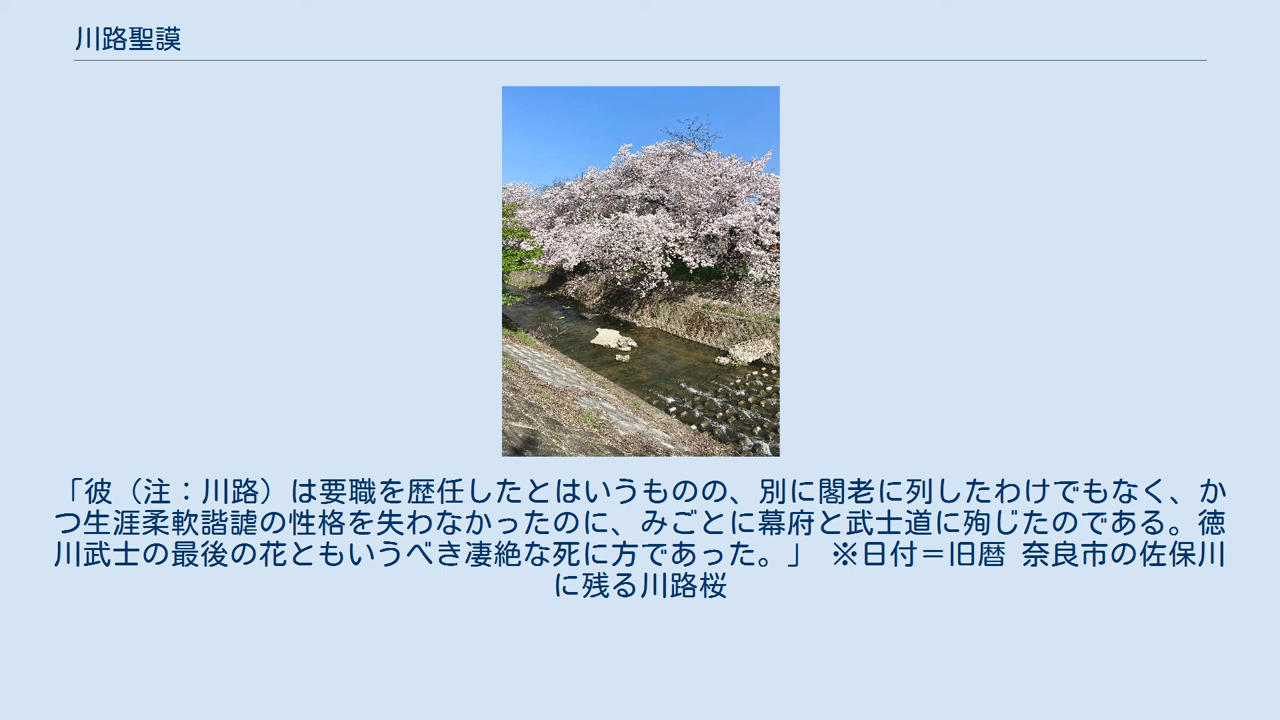 川路聖謨
「彼（注：川路）は要職を歴任したとはいうものの、別に閣老に列したわけでもなく、か
つ生涯柔軟諧謔の性格を失わなかったのに、みごとに幕府と武士道に殉じたのである。徳
川武士の最後の花ともいうべき凄絶な死に方であった。」 ※日付＝旧暦 奈良市の佐保川
に残る川路桜